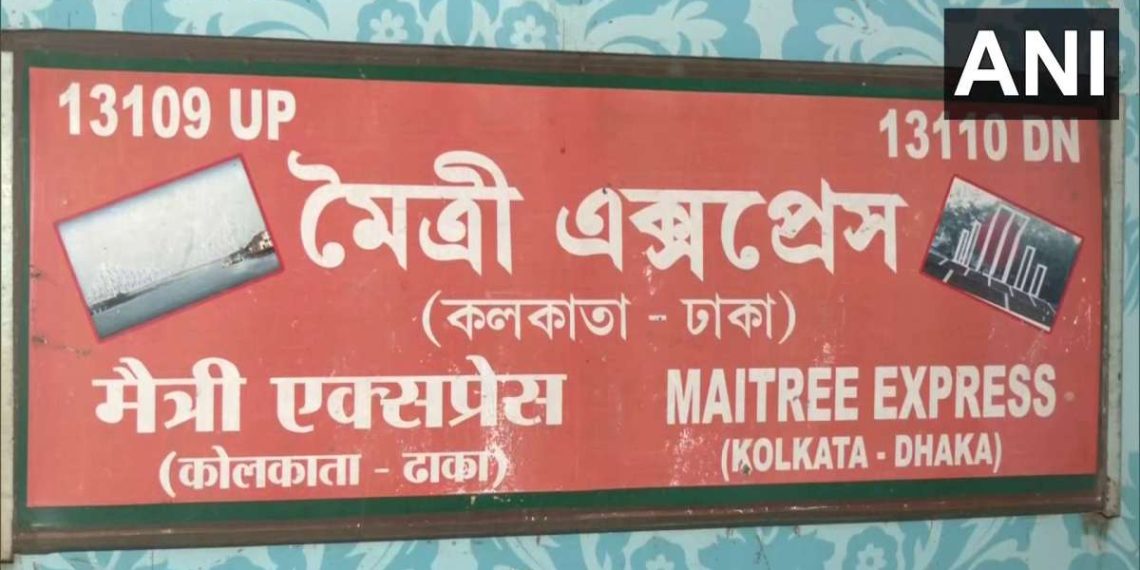 ANI
13109 UP
13110 DN
মৈত্রী এক্সপ্রেস
(কলকাতা - ঢাকা)
मैत्री एक्सप्रेस
(कोलकाता - ढाका)
MAITREE EXPRESS
(KOLKATA - DHAKA)